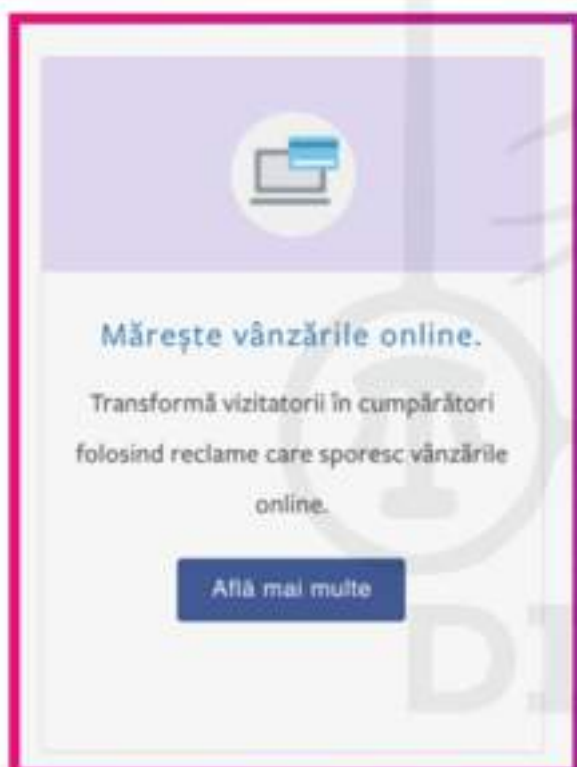 Mărește vânzările online.
Transformă vizitatorii în cumpărători
folosind reclame care sporesc vânzările
online.
Află mai multe